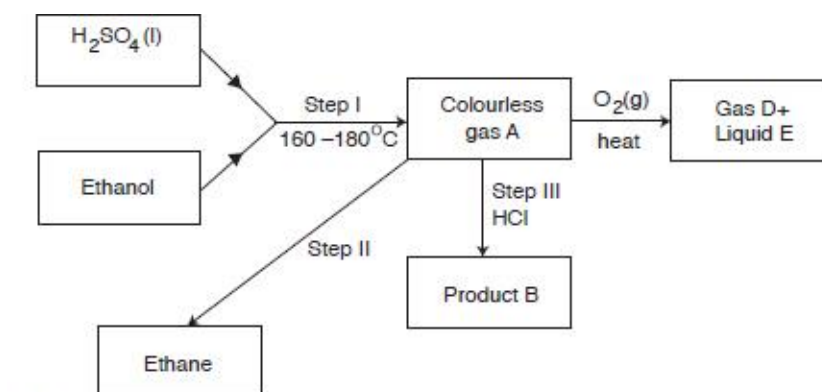 H₂SO₄(l)
Ethanol
Step I
160 –180°C
Colourless
gas A
O₂(g)
heat
Gas D+
Liquid E
Step III
HCl
Step II
Product B
Ethane